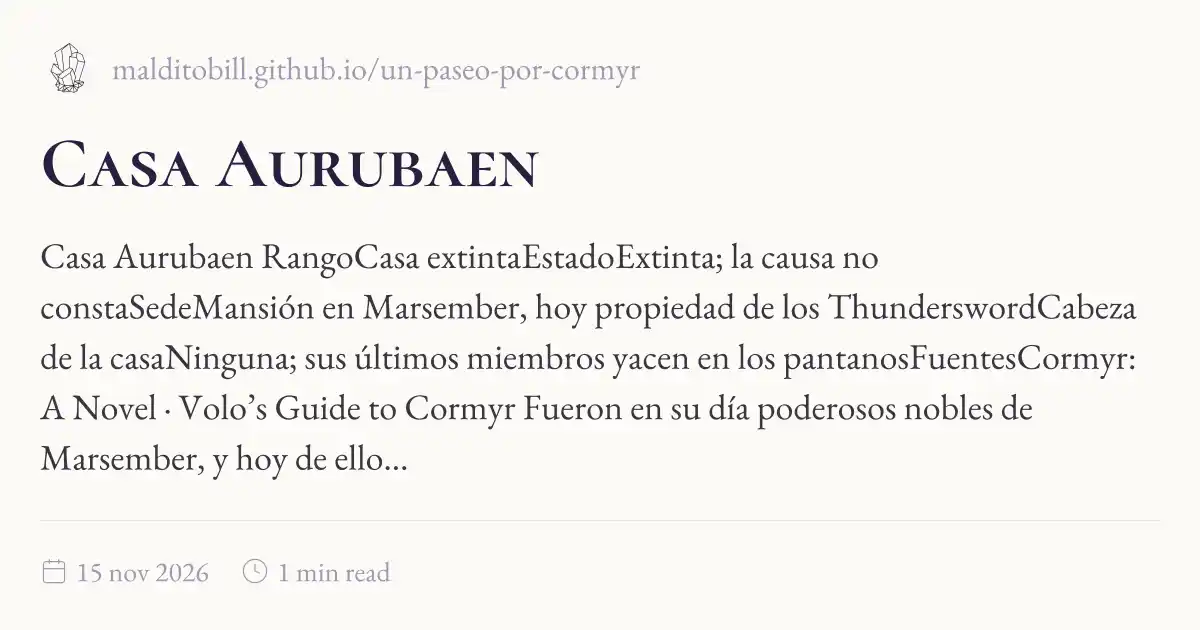 malditobill.github.io/un-paseo-por-cormyr
Casa Aurubaen
Casa Aurubaen RangoCasa extintaEstadoExtinta; la causa no
constaSedeMansión en Marsember, hoy propiedad de los ThunderswordCabeza
de la casaNinguna; sus últimos miembros yacen en los pantanosFuentesCormyr:
A Novel · Volo’s Guide to Cormyr Fueron en su día poderosos nobles de
Marsember, y hoy de ello...
15 nov 2026 1 min read